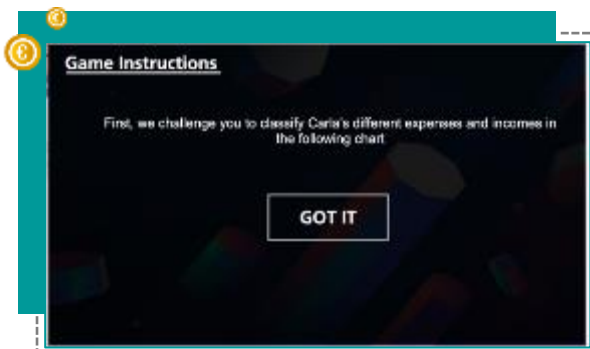 Game Instructions
First, we challenge you to classify Carla's different expenses and incomes in
the following chart
GOT IT